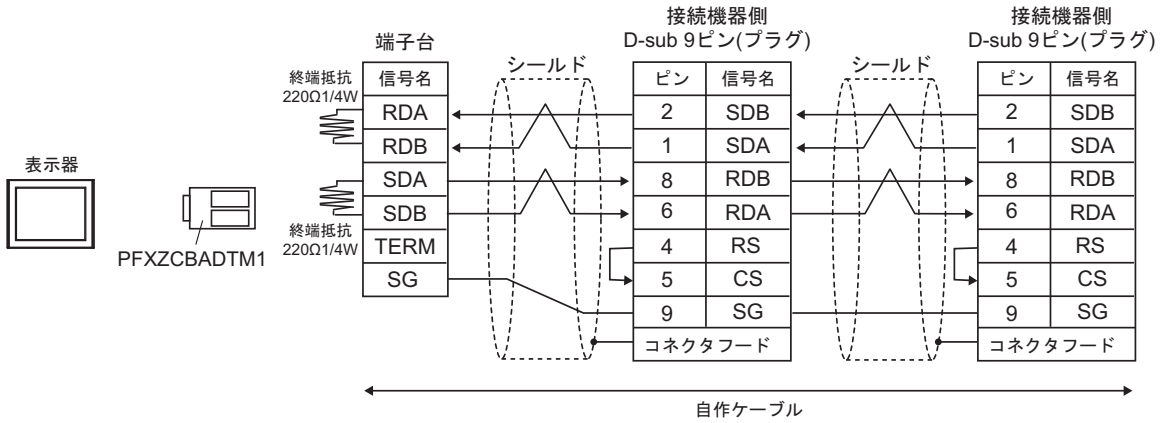 表示器
PFXZCBADTM1
終端抵抗
220Ω1/4W
終端抵抗
220Ω1/4W
端子台
信号名
RDA
RDB
SDA
SDB
TERM
SG
シールド
接続機器側
D-sub 9ピン(プラグ)
ピン 信号名
2 SDB
1 SDA
8 RDB
6 RDA
4 RS
5 CS
9 SG
コネクタフード
シールド
接続機器側
D-sub 9ピン(プラグ)
ピン 信号名
2 SDB
1 SDA
8 RDB
6 RDA
4 RS
5 CS
9 SG
コネクタフード
自作ケーブル